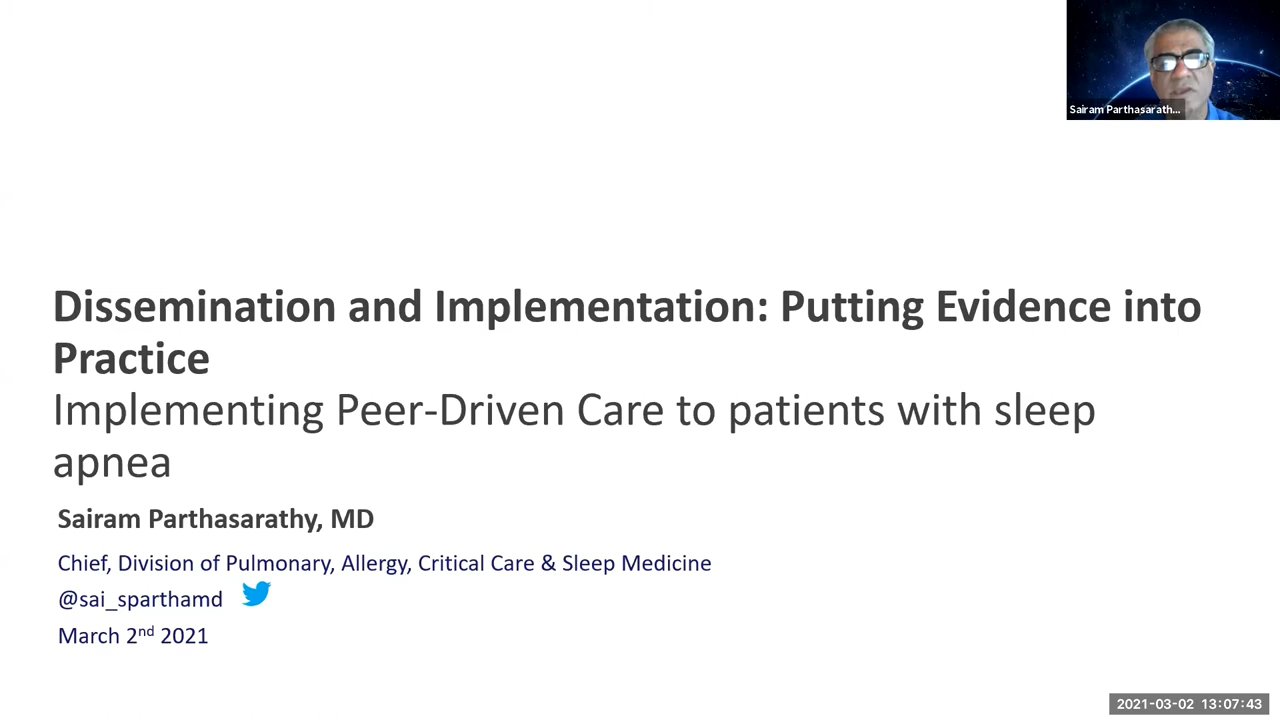 Sairam Parthasarath...
Dissemination and Implementation: Putting Evidence into
Practice
Implementing Peer-Driven Care to patients with sleep
apnea
Sairam Parthasarathy, MD
Chief, Division of Pulmonary, Allergy, Critical Care & Sleep Medicine
@sai_sparthamd
March 2nd 2021
2021-03-02 13:07:43